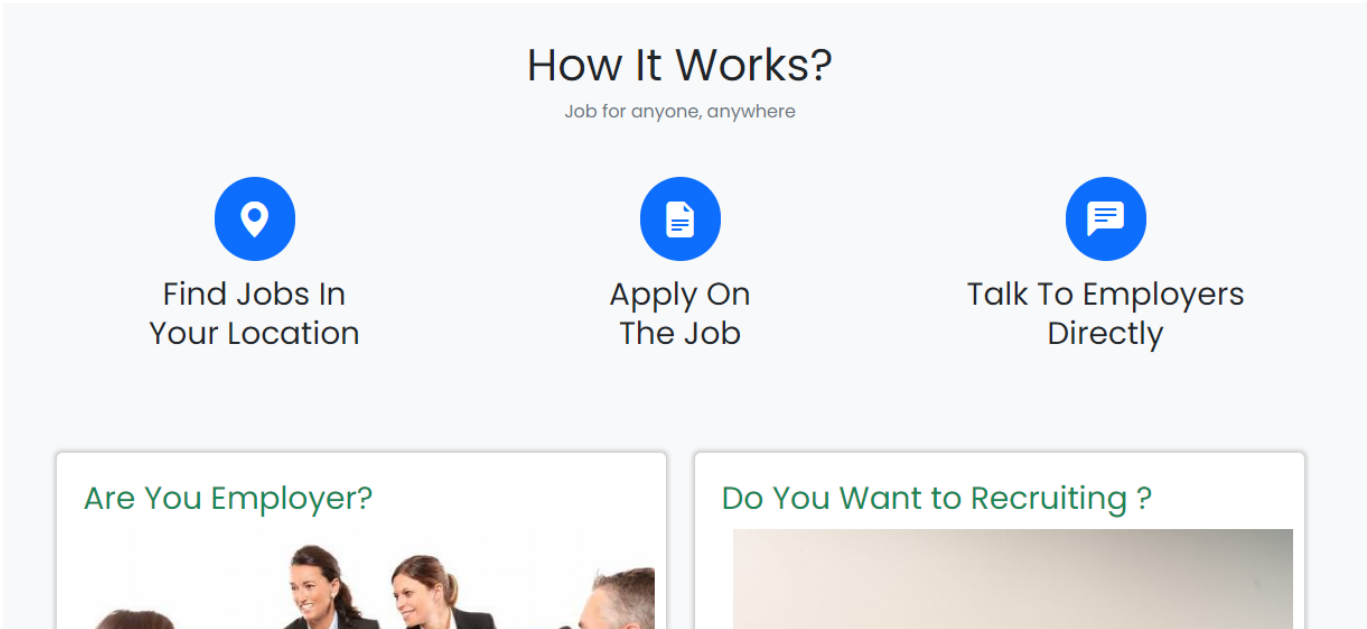 How It Works?
Job for anyone, anywhere
Find Jobs In
Your Location
Apply On
The Job
Talk To Employers
Directly
Are You Employer?
Do You Want to Recruiting ?